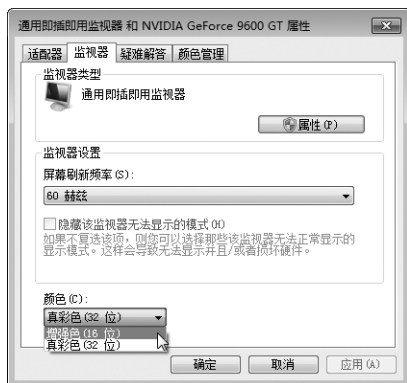 通用即插即用监视器 和 NVIDIA GeForce 9600 GT 属性
适配器 监视器 疑难解答 颜色管理
监视器类型
通用即插即用监视器
属性(P)
监视器设置
屏幕刷新频率(S):
60 赫兹
隐藏该监视器无法显示的模式(H)
如果不复选该项，则您可以选择那些该监视器无法正常显示的
显示模式。这样会导致无法显示并且/或者损坏硬件。
颜色(C):
真彩色(32 位)
增强色(16 位)
真彩色(32 位)
确定 取消 应用(A)